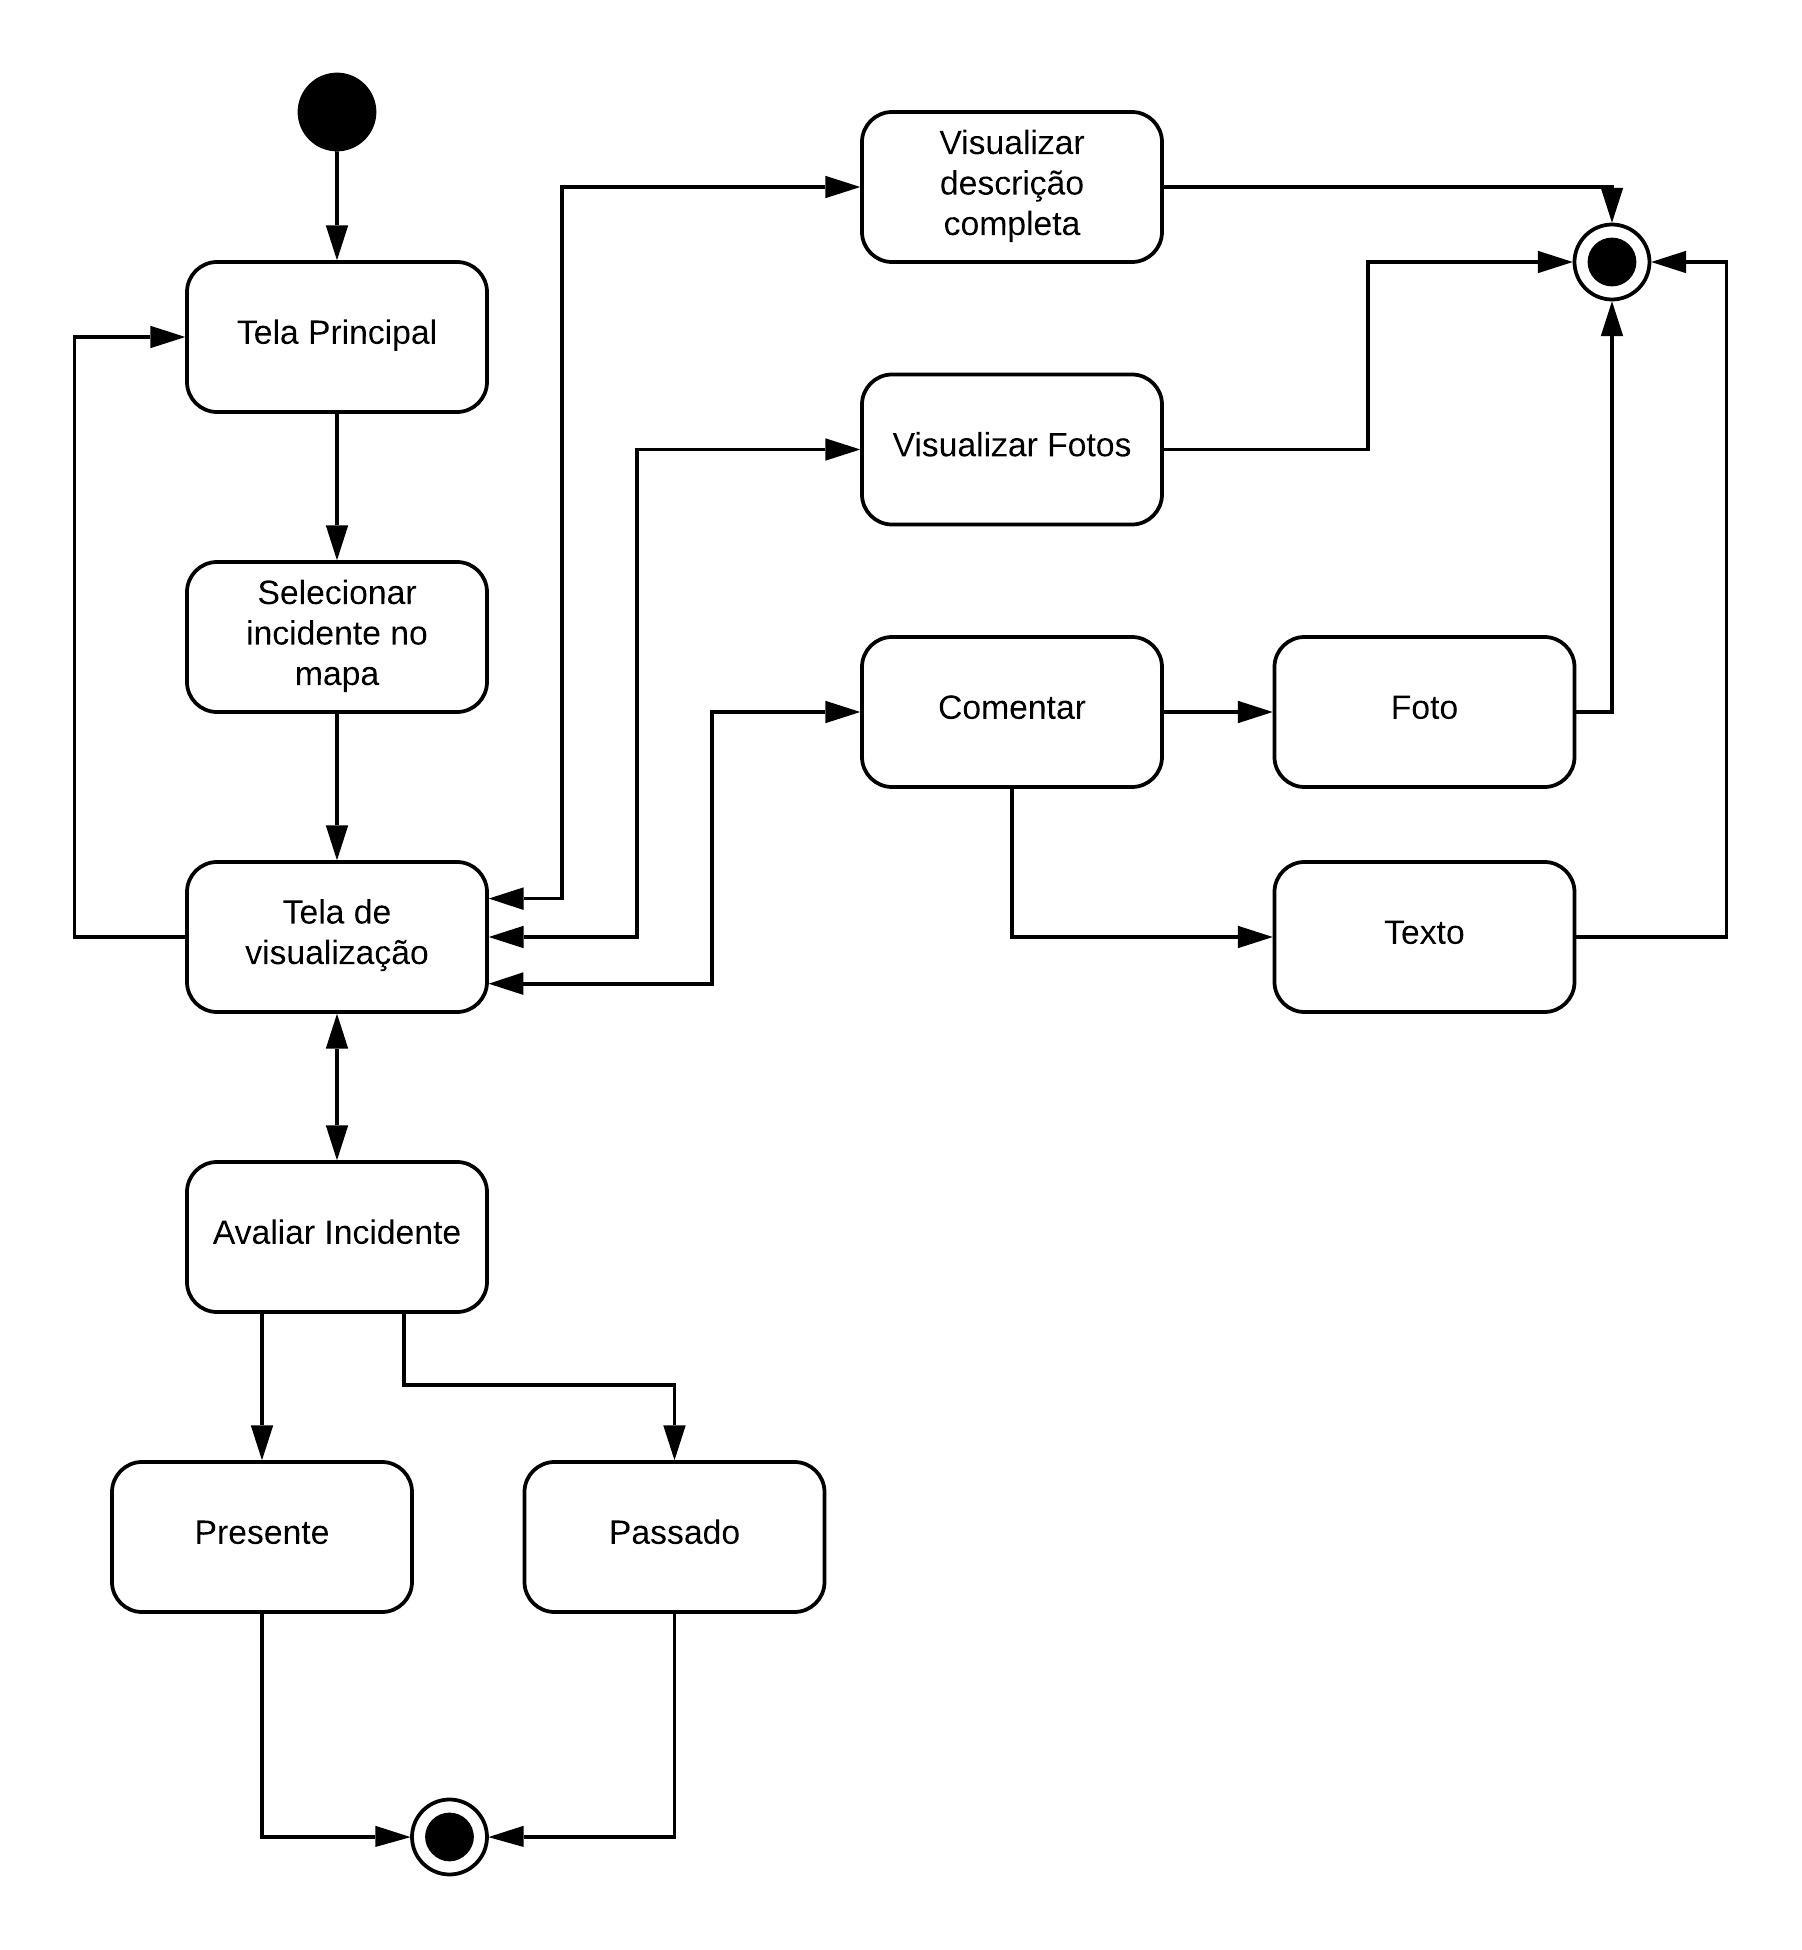 Tela Principal
Selecionar
incidente no
mapa
Tela de
visualização
Avaliar Incidente
Presente
Passado
Visualizar
descrição
completa
Visualizar Fotos
Comentar
Foto
Texto